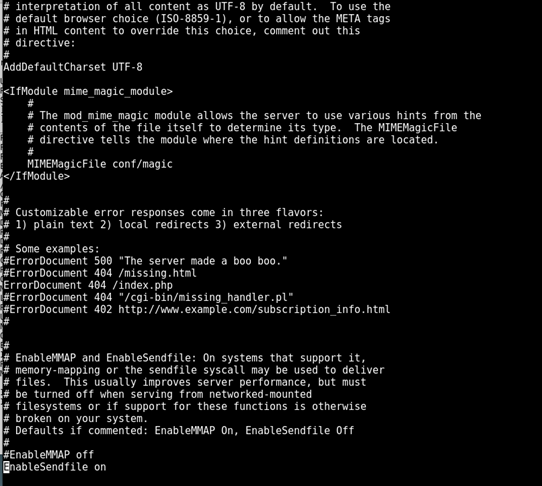 # interpretation of all content as UTF-8 by default.  To use the
# default browser choice (ISO-8859-1), or to allow the META tags
# in HTML content to override this choice, comment out this
# directive:
#
AddDefaultCharset UTF-8

<IfModule mime_magic_module>
    #
    # The mod_mime_magic module allows the server to use various hints from the
    # contents of the file itself to determine its type.  The MIMEMagicFile
    # directive tells the module where the hint definitions are located.
    #
    MIMEMagicFile conf/magic
</IfModule>

#
# Customizable error responses come in three flavors:
# 1) plain text 2) local redirects 3) external redirects
#
# Some examples:
#ErrorDocument 500 "The server made a boo boo."
#ErrorDocument 404 /missing.html
ErrorDocument 404 /index.php
#ErrorDocument 404 "/cgi-bin/missing_handler.pl"
#ErrorDocument 402 http://www.example.com/subscription_info.html
#

#
# EnableMMAP and EnableSendfile: On systems that support it,
# memory-mapping or the sendfile syscall may be used to deliver
# files.  This usually improves server performance, but must
# be turned off when serving from networked-mounted
# filesystems or if support for these functions is otherwise
# broken on your system.
# Defaults if commented: EnableMMAP On, EnableSendfile Off
#
#EnableMMAP off
EnableSendfile on